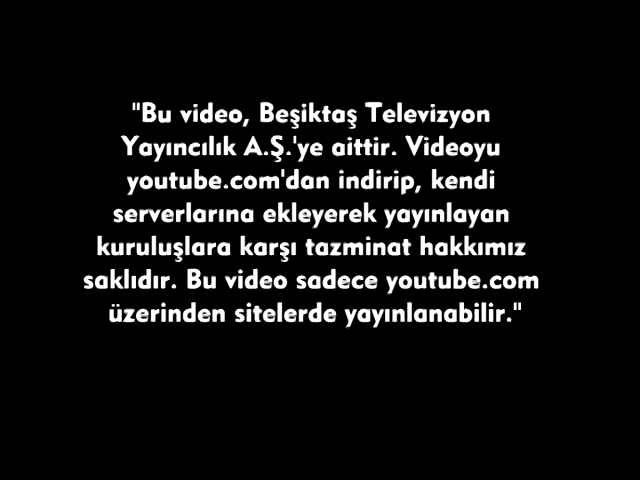 "Bu video, Beşiktaş Televizyon
Yayıncılık A.Ş.'ye aittir. Videoyu
youtube.com'dan indirip, kendi
serverlarına ekleyerek yayınlayan
kuruluşlara karşı tazminat hakkımız
saklıdır. Bu video sadece youtube.com
üzerinden sitelerde yayınlanabilir."